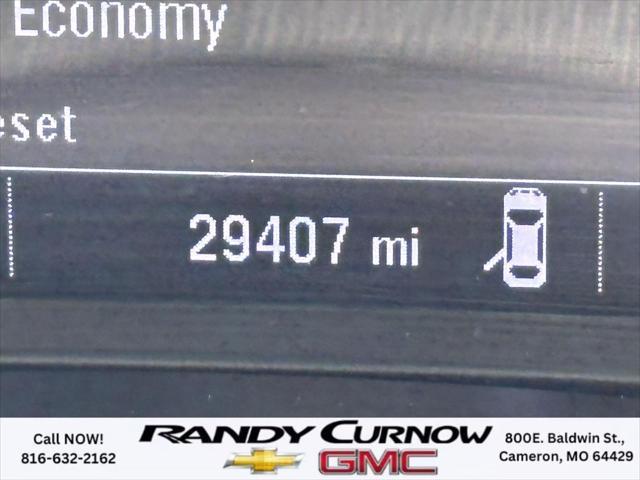 Economy
eset
29407 mi
Call NOW!
816-632-2162
RANDY CURNOW
GMC
800E. Baldwin St.,
Cameron, MO 64429